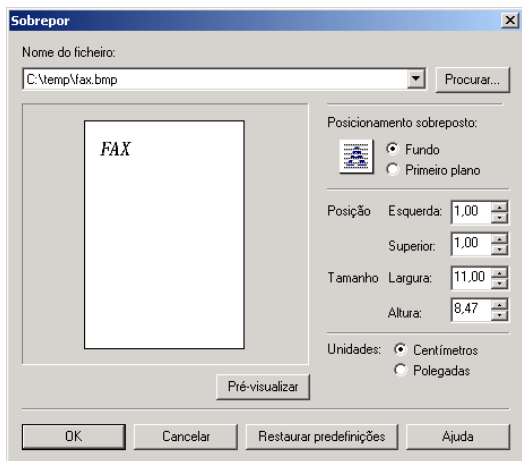 Sobrepor
Nome do ficheiro:
C:\temp\fax.bmp
Procurar...
FAX
Posicionamento sobreposto:
Fundo
Primeiro plano
Posição Esquerda: 1,00
Superior: 1,00
Tamanho Largura: 11,00
Altura: 8,47
Unidades: Centímetros
Polegadas
Pré-visualizar
OK Cancelar Restaurar predefinições Ajuda